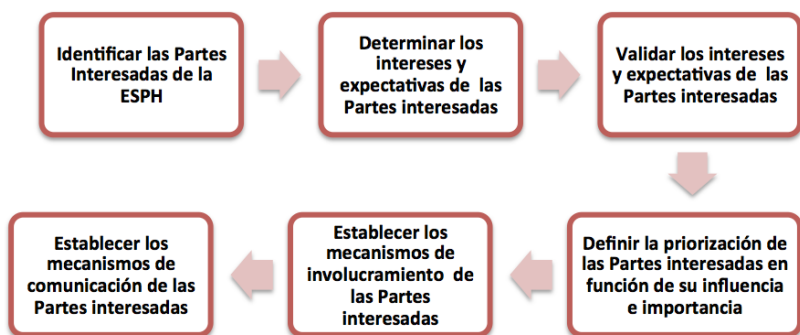 Identificar las Partes
Interesadas de la
ESPH
Determinar los
intereses y
expectativas de las
Partes interesadas
Validar los intereses
y expectativas de las
Partes interesadas
Definir la priorización de
las Partes interesadas en
función de su influencia
e importancia
Establecer los
mecanismos de
involucramiento de
las Partes
interesadas
Establecer los
mecanismos de
comunicación de las
Partes interesadas